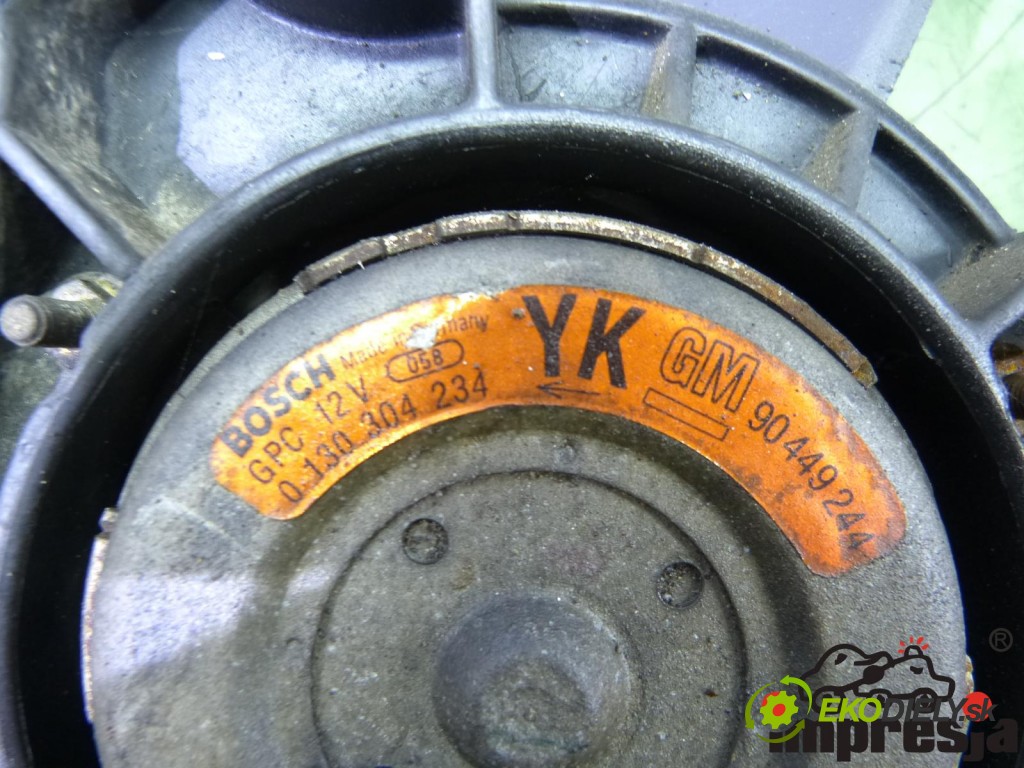 BOSCH Made in Germany
GPC 12V 058
0 130 304 234
YK
GM
90 449 244
®
EKODIELY.sk
impresja